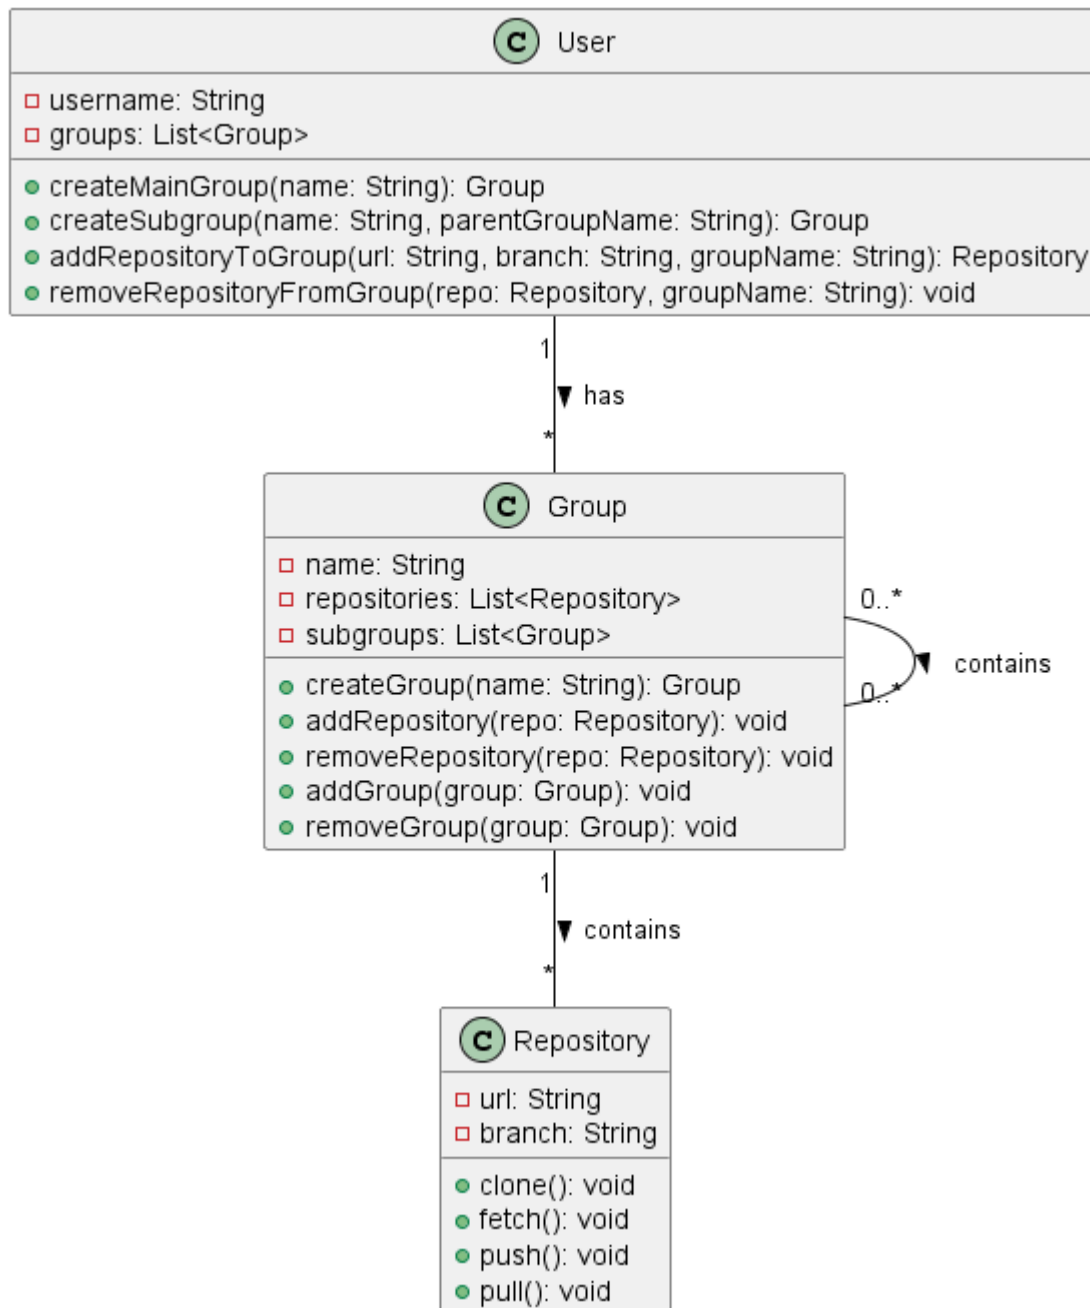 C User
username: String
groups: List<Group>
createMainGroup(name: String): Group
createSubgroup(name: String, parentGroupName: String): Group
addRepositoryToGroup(url: String, branch: String, groupName: String): Repository
removeRepositoryFromGroup(repo: Repository, groupName: String): void
1
has
*
C Group
name: String
repositories: List<Repository>
subgroups: List<Group>
createGroup(name: String): Group
addRepository(repo: Repository): void
removeRepository(repo: Repository): void
addGroup(group: Group): void
removeGroup(group: Group): void
0..*
contains
0..*
1
contains
*
C Repository
url: String
branch: String
clone(): void
fetch(): void
push(): void
pull(): void